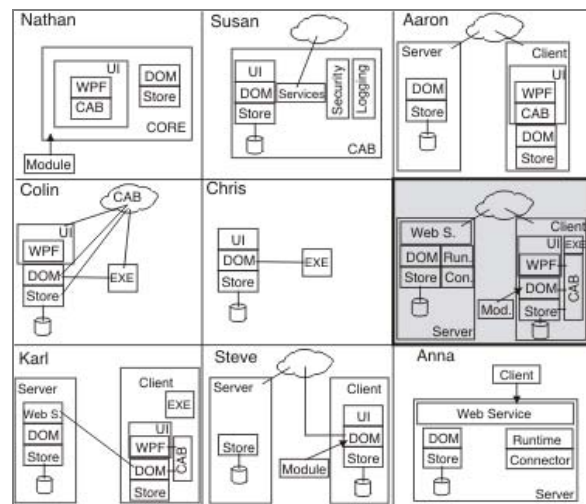 Nathan
UI
WPF
CAB
DOM
Store
CORE
Module
Susan
UI
DOM
Store
Services
Security
Logging
CAB
Aaron
Server
Client
DOM
Store
UI
WPF
CAB
DOM
Store
Colin
CAB
UI
WPF
DOM
Store
EXE
Chris
UI
DOM
Store
EXE
Client
Web S.
DOM
Run.
Store
Con.
Server
UI
EXE
WPF
DOM
Store
CAB
Mod.
Karl
Server
Web S.
DOM
Store
Client
EXE
UI
WPF
DOM
Store
CAB
Steve
Server
Client
Store
Module
UI
DOM
Store
Anna
Client
Web Service
DOM
Store
Runtime
Connector
Server